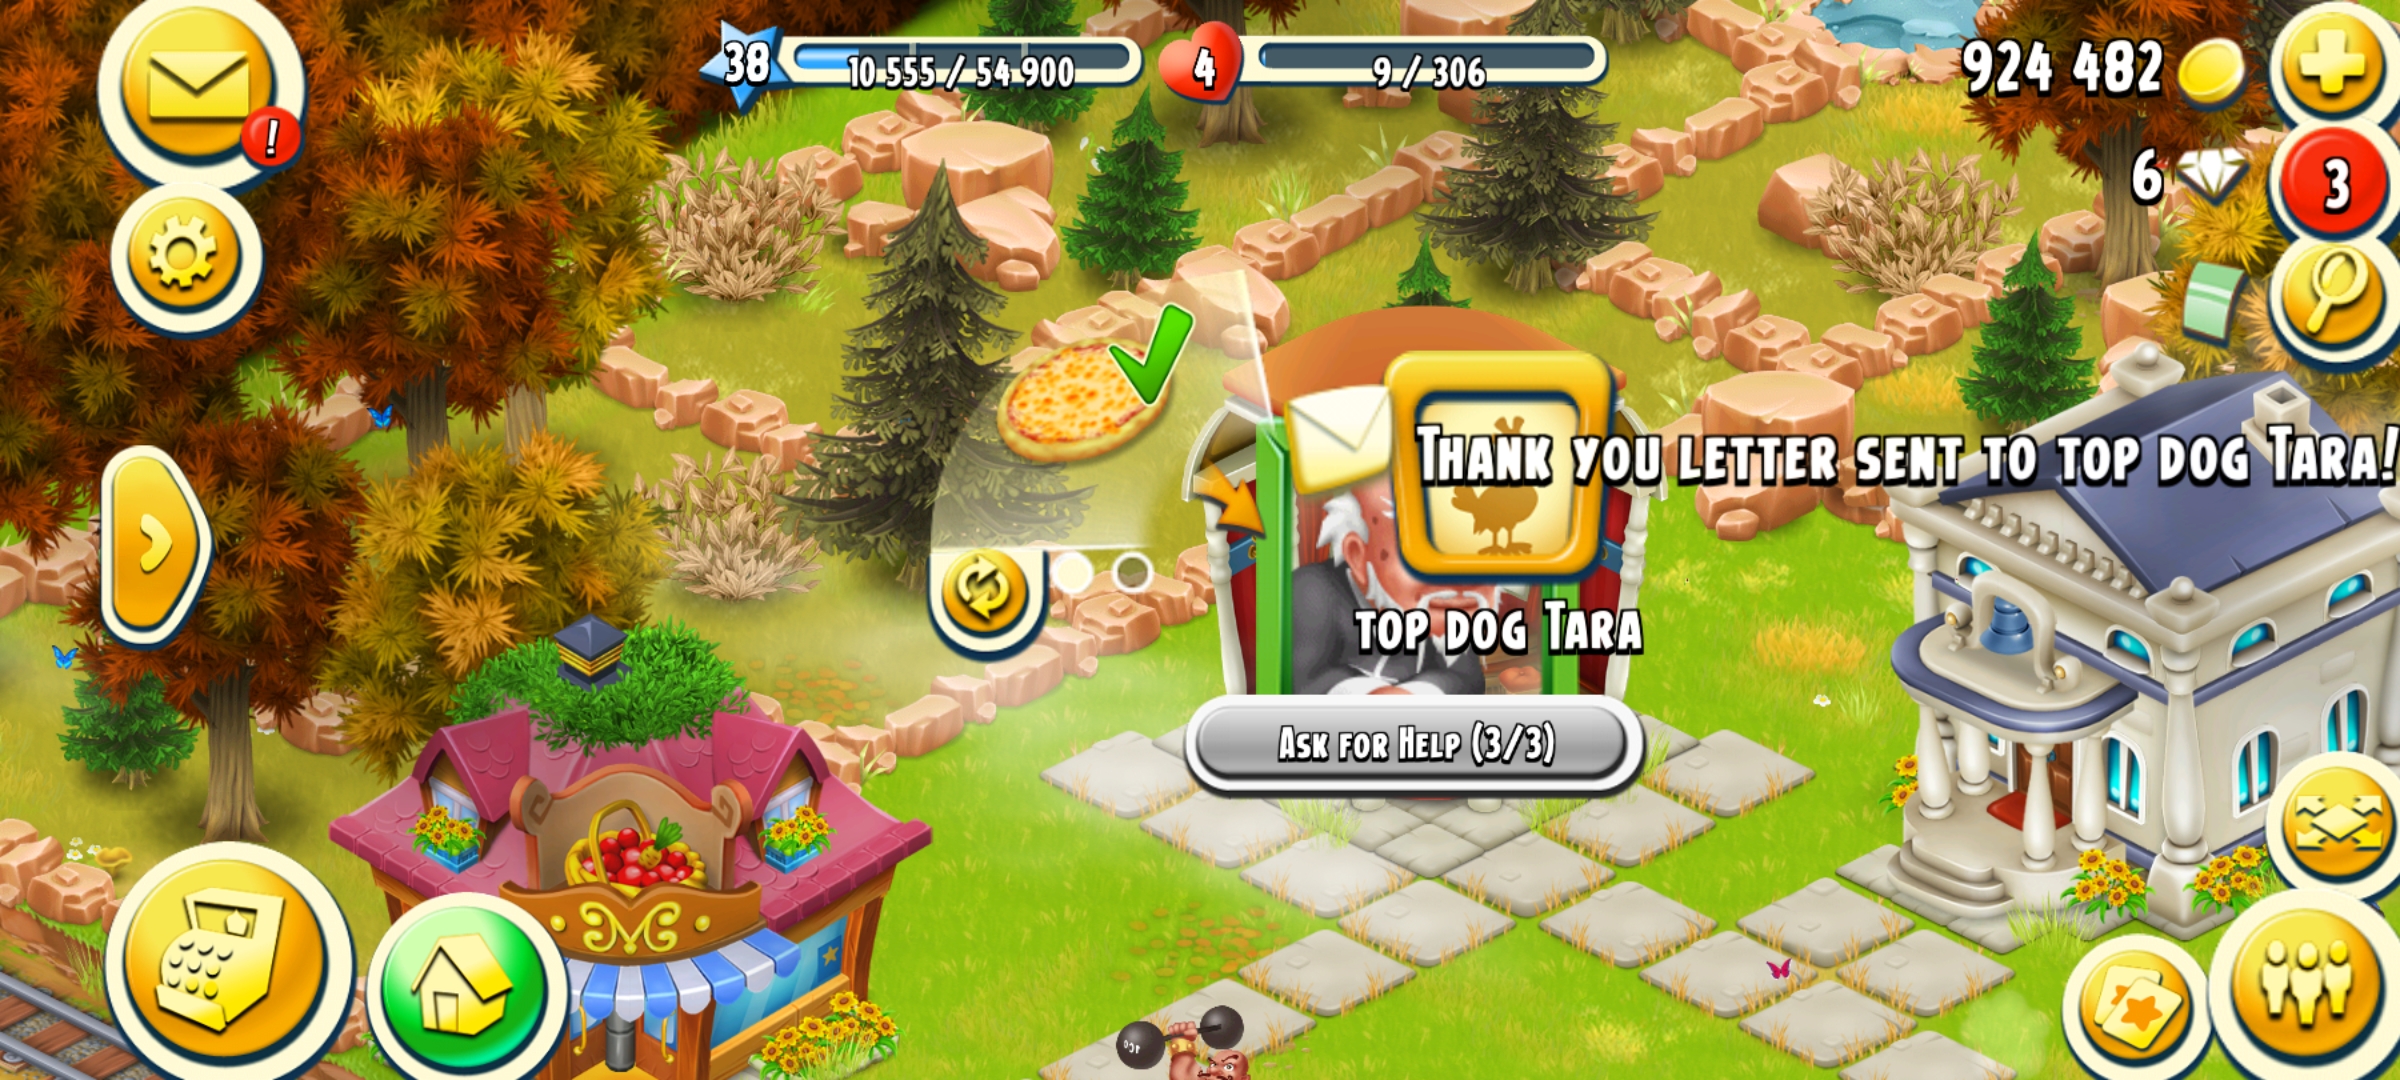 !
38
10 555 / 54 900
4
9 / 306
924 482
6
3
THANK YOU LETTER SENT TO TOP DOG TARA!
TOP DOG TARA
ASK FOR HELP (3/3)
100